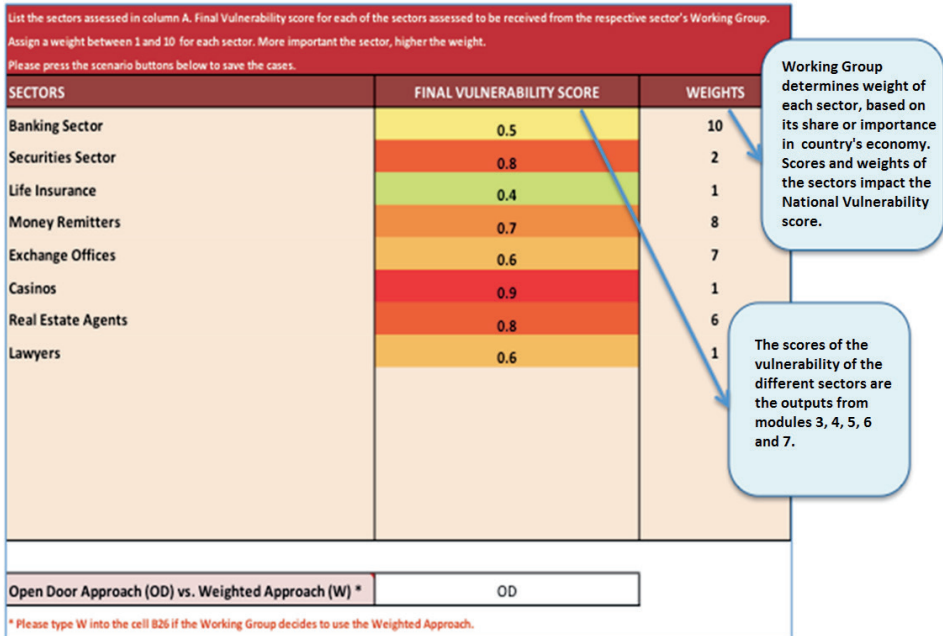 List the sectors assessed in column A. Final Vulnerability score for each of the sectors assessed to be received from the respective sector's Working Group.
Assign a weight between 1 and 10 for each sector. More important the sector, higher the weight.
Please press the scenario buttons below to save the cases.
SECTORS FINAL VULNERABILITY SCORE WEIGHTS
Banking Sector 0.5 10
Securities Sector 0.8 2
Life Insurance 0.4 1
Money Remitters 0.7 8
Exchange Offices 0.6 7
Casinos 0.9 1
Real Estate Agents 0.8 6
Lawyers 0.6 1
Working Group
determines weight of
each sector, based on
its share or importance
in country's economy.
Scores and weights of
the sectors impact the
National Vulnerability
score.
The scores of the
vulnerability of the
different sectors are
the outputs from
modules 3, 4, 5, 6
and 7.
Open Door Approach (OD) vs. Weighted Approach (W) * OD
* Please type W into the cell B26 if the Working Group decides to use the Weighted Approach.